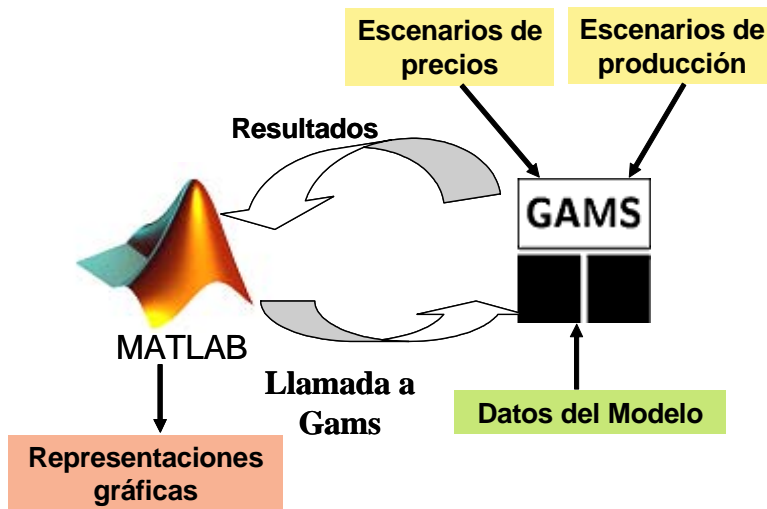 Escenarios de
precios
Escenarios de
producción
Resultados
GAMS
MATLAB
Llamada a
Gams
Datos del Modelo
Representaciones
gráficas